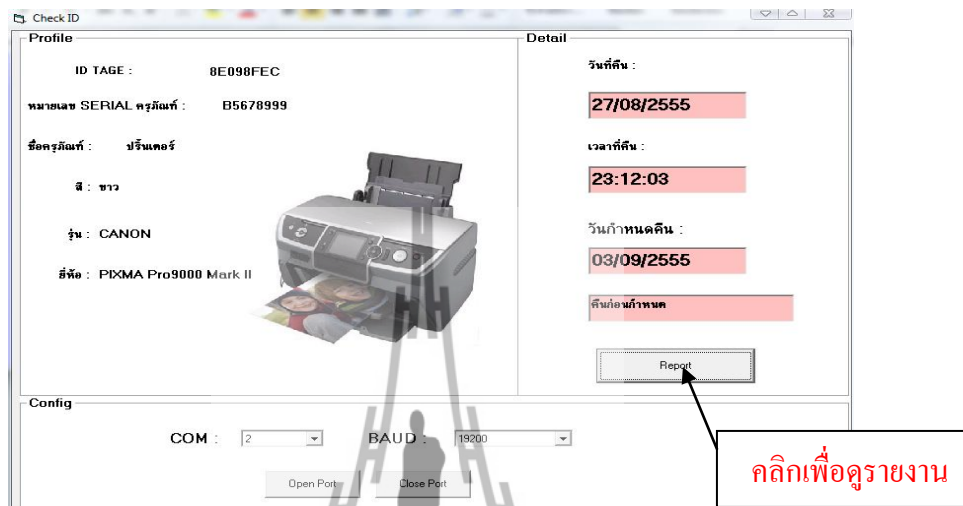 Check ID
Profile
ID TAGE : 8E098FEC
หมายเลข SERIAL ครุภัณฑ์ : B5678999
ชื่อครุภัณฑ์ : ปริ้นเตอร์
สี : ขาว
รุ่น : CANON
ยี่ห้อ : PIXMA Pro9000 Mark II
Detail
วันที่คืน :
27/08/2555
เวลาที่คืน :
23:12:03
วันกำหนดคืน :
03/09/2555
คืนก่อนกำหนด
Report
คลิกเพื่อดูรายงาน
Config
COM : 2 BAUD : 19200
Open Port Close Port